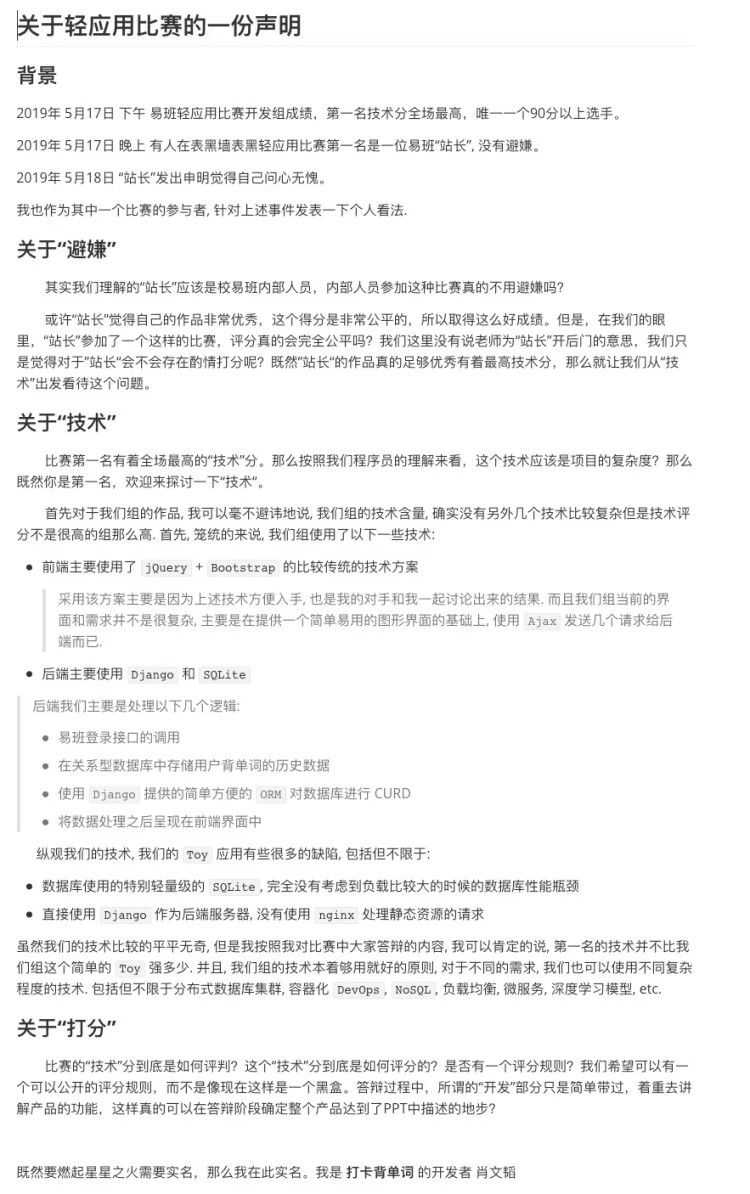 关于轻应用比赛的一份声明
背景
2019年 5月17日 下午 易班轻应用比赛开发组成绩，第一名技术分全场最高，唯一一个90分以上选手。
2019年 5月17日 晚上 有人在表黑墙表黑轻应用比赛第一名是一位易班“站长”, 没有避嫌。
2019年 5月18日 “站长”发出申明觉得自己问心无愧。
我也作为其中一个比赛的参与者, 针对上述事件发表一下个人看法.
关于“避嫌”
其实我们理解的“站长”应该是校易班内部人员，内部人员参加这种比赛真的不用避嫌吗？
或许“站长”觉得自己的作品非常优秀，这个得分是非常公平的，所以取得这么好成绩。但是，在我们的眼
里，“站长”参加了一个这样的比赛，评分真的会完全公平吗？我们这里没有说老师为“站长”开后门的意思，我们只
是觉得对于”站长“会不会存在酌情打分呢？既然”站长“的作品真的足够优秀有着最高技术分，那么就让我们从“技
术”出发看待这个问题。
关于“技术”
比赛第一名有着全场最高的“技术”分。那么按照我们程序员的理解来看，这个技术应该是项目的复杂度？那么
既然你是第一名，欢迎来探讨一下”技术“。
首先对于我们组的作品, 我可以毫不避讳地说, 我们组的技术含量, 确实没有另外几个技术比较复杂但是技术评
分不是很高的组那么高. 首先, 笼统的来说, 我们组使用了以下一些技术:
● 前端主要使用了 jQuery + Bootstrap 的比较传统的技术方案
采用该方案主要是因为上述技术方便入手, 也是我的对手和我一起讨论出来的结果. 而且我们组当前的界
面和需求并不是很复杂, 主要是在提供一个简单易用的图形界面的基础上, 使用 Ajax 发送几个请求给后
端而已.
● 后端主要使用 Django 和 SQLite
后端我们主要是处理以下几个逻辑:
● 易班登录接口的调用
● 在关系型数据库中存储用户背单词的历史数据
● 使用 Django 提供的简单方便的 ORM 对数据库进行 CURD
● 将数据处理之后呈现在前端界面中
纵观我们的技术, 我们的 Toy 应用有些很多的缺陷, 包括但不限于:
● 数据库使用的特别轻量级的 SQLite , 完全没有考虑到负载比较大的时候的数据库性能瓶颈
● 直接使用 Django 作为后端服务器, 没有使用 nginx 处理静态资源的请求
虽然我们的技术比较的平平无奇, 但是我按照我对比赛中大家答辩的内容, 我可以肯定的说, 第一名的技术并不比我
们组这个简单的 Toy 强多少. 并且, 我们组的技术本着够用就好的原则, 对于不同的需求, 我们也可以使用不同复杂
程度的技术. 包括但不限于分布式数据库集群, 容器化 DevOps , NoSQL , 负载均衡, 微服务, 深度学习模型, etc.
关于“打分”
比赛的“技术”分到底是如何评判？这个“技术”分到底是如何评分的？是否有一个评分规则？我们希望可以有一
个可以公开的评分规则，而不是像现在这样是一个黑盒。答辩过程中，所谓的“开发”部分只是简单带过，着重去讲
解产品的功能，这样真的可以在答辩阶段确定整个产品达到了PPT中描述的地步？
既然要燃起星星之火需要实名，那么我在此实名。我是 打卡背单词 的开发者 肖文韬